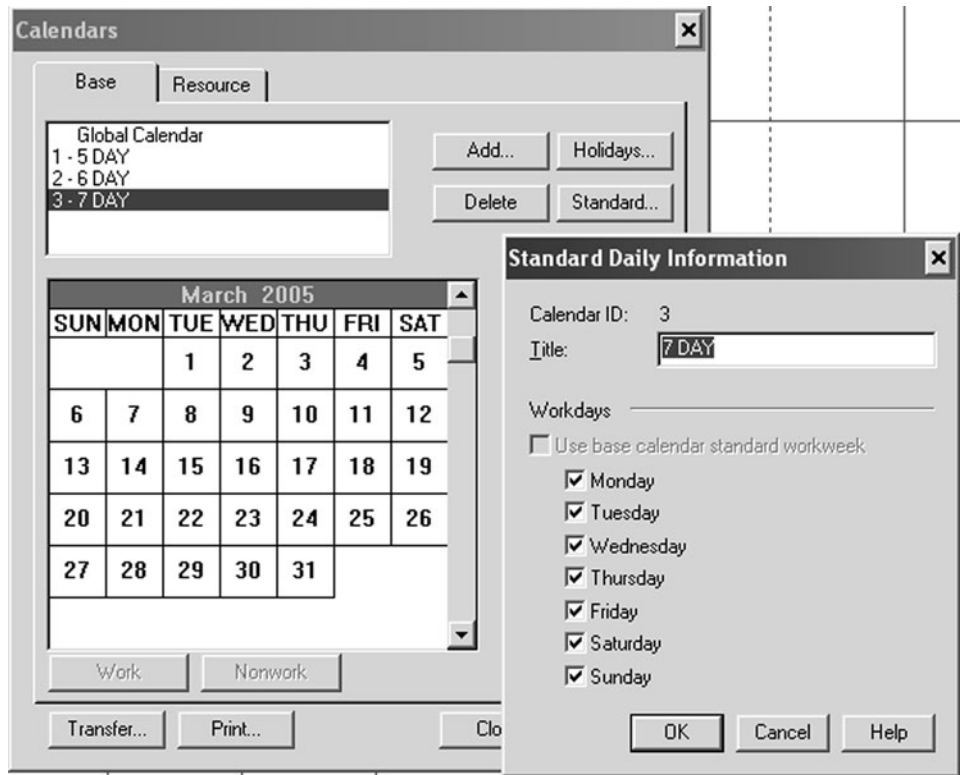 Calendars
Base Resource
Global Calendar
1 - 5 DAY
2 - 6 DAY
3 - 7 DAY
Add... Holidays...
Delete Standard...
March 2005
SUN MON TUE WED THU FRI SAT
1 2 3 4 5
6 7 8 9 10 11 12
13 14 15 16 17 18 19
20 21 22 23 24 25 26
27 28 29 30 31
Work Nonwork
Transfer... Print... Clo
Standard Daily Information
Calendar ID: 3
Title: 7 DAY
Workdays
Use base calendar standard workweek
Monday
Tuesday
Wednesday
Thursday
Friday
Saturday
Sunday
OK Cancel Help